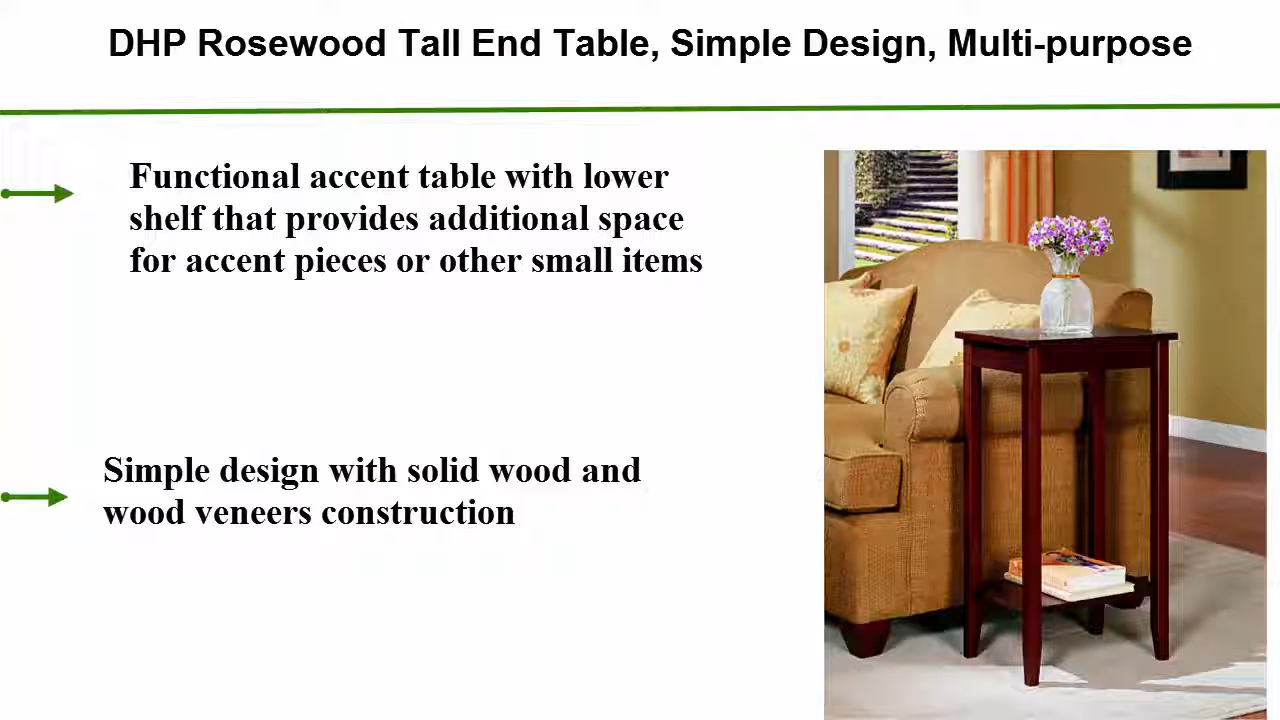 DHP Rosewood Tall End Table, Simple Design, Multi-purpose
Functional accent table with lower
shelf that provides additional space
for accent pieces or other small items
Simple design with solid wood and
wood veneers construction